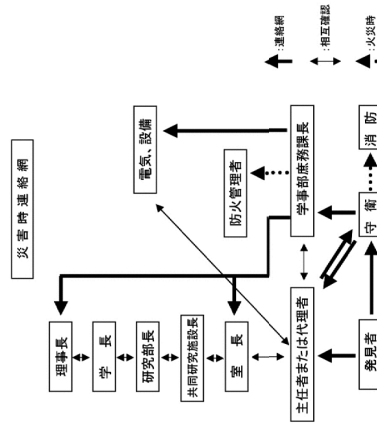 災害時連絡網
:連絡網
:相互確認
:火災時
理事長
学長
研究部長
共同研究施設長
室長
電気、設備
防火管理者
学事部庶務課長
主任者または代理者
守衛
消防
発見者